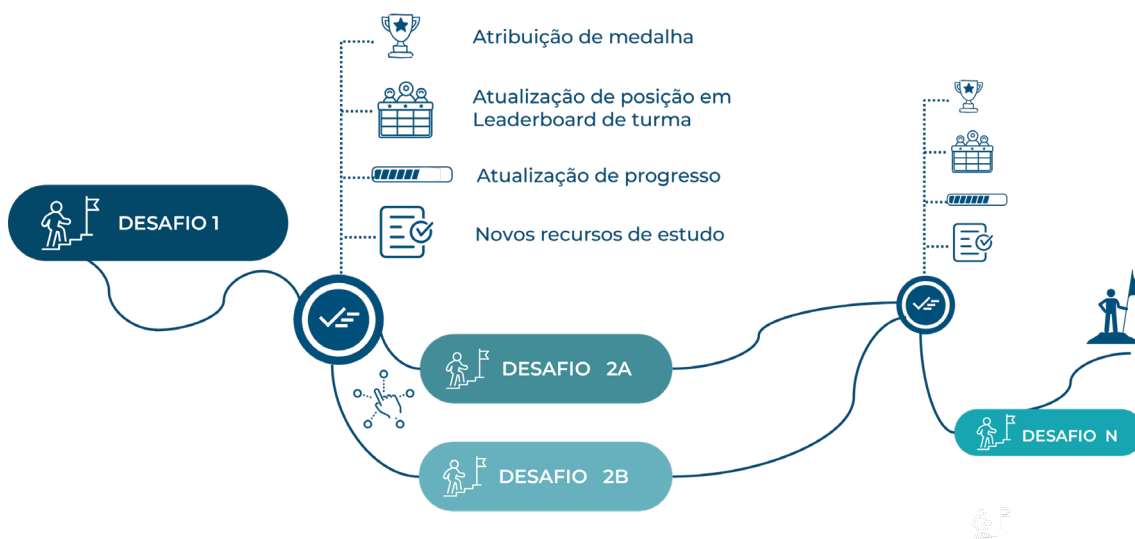 Atribuição de medalha
Atualização de posição em
Leaderboard de turma
Atualização de progresso
Novos recursos de estudo
DESAFIO 1
DESAFIO 2A
DESAFIO 2B
DESAFIO N